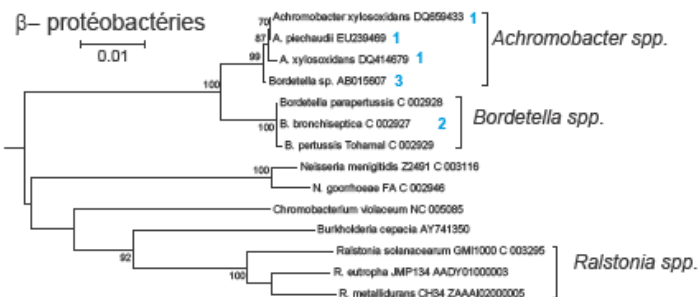 β– protéobactéries
0.01
70
Achromobacter xylosoxidans DQ659433 1
87
A. piechaudii EU239469 1
99
A. xylosoxidans DQ414679 1
Achromobacter spp.
Bordetella sp. AB015607 3
100
Bordetella parapertussis C 002928
B. bronchiseptica C 002927 2
100
B. pertussis Tohamal C 002929
Bordetella spp.
100
Neisseria menigitidis Z2491 C 003116
N. goorrhoeae FA C 002946
Chromobacterium violaceum NC 005085
Burkholderia cepacia AY741350
92
Ralstonia solanacearum GMI1000 C 003295
100
R. eutropha JMP134 AADY01000003
R. metallidurans CH34 ZAAAI02000005
Ralstonia spp.